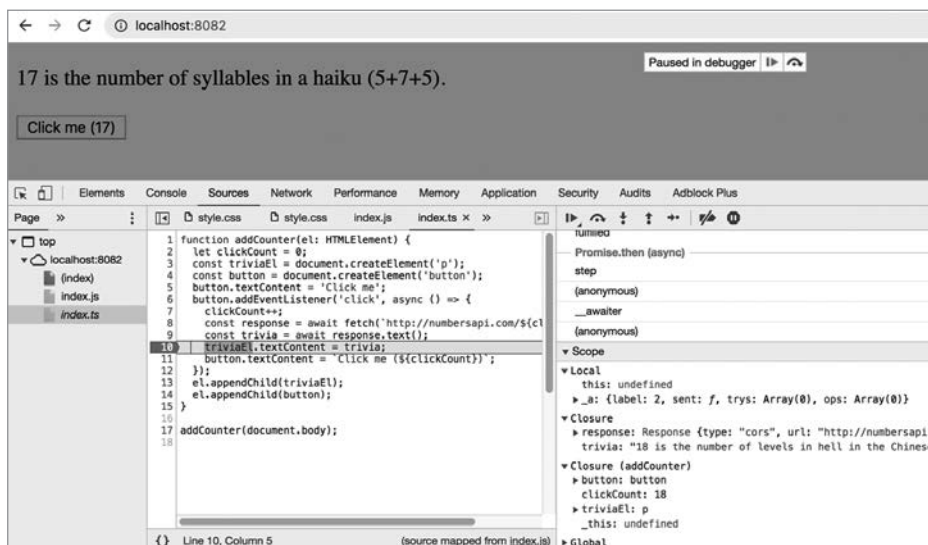 localhost:8082
Paused in debugger
17 is the number of syllables in a haiku (5+7+5).
Click me (17)
Elements Console Sources Network Performance Memory Application Security Audits Adblock Plus
Page » style.css style.css index.js index.ts × »
top
localhost:8082
(index)
index.js
index.ts
1 function addCounter(el: HTMLElement) {
2 let clickCount = 0;
3 const triviaEl = document.createElement('p');
4 const button = document.createElement('button');
5 button.textContent = 'Click me';
6 button.addEventListener('click', async () => {
7 clickCount++;
8 const response = await fetch(`http://numbersapi.com/${cl
9 const trivia = await response.text();
10 triviaEl.textContent = trivia;
11 button.textContent = `Click me (${clickCount})`;
12 });
13 el.appendChild(triviaEl);
14 el.appendChild(button);
15 }
16
17 addCounter(document.body);
18
{} Line 10, Column 5 (source mapped from index.js)
fulfilled
Promise.then (async)
step
(anonymous)
__awaiter
(anonymous)
Scope
Local
this: undefined
_a: {label: 2, sent: ƒ, trys: Array(0), ops: Array(0)}
Closure
response: Response {type: "cors", url: "http://numbersapi
trivia: "18 is the number of levels in hell in the Chines
Closure (addCounter)
button: button
clickCount: 18
triviaEl: p
_this: undefined
Global